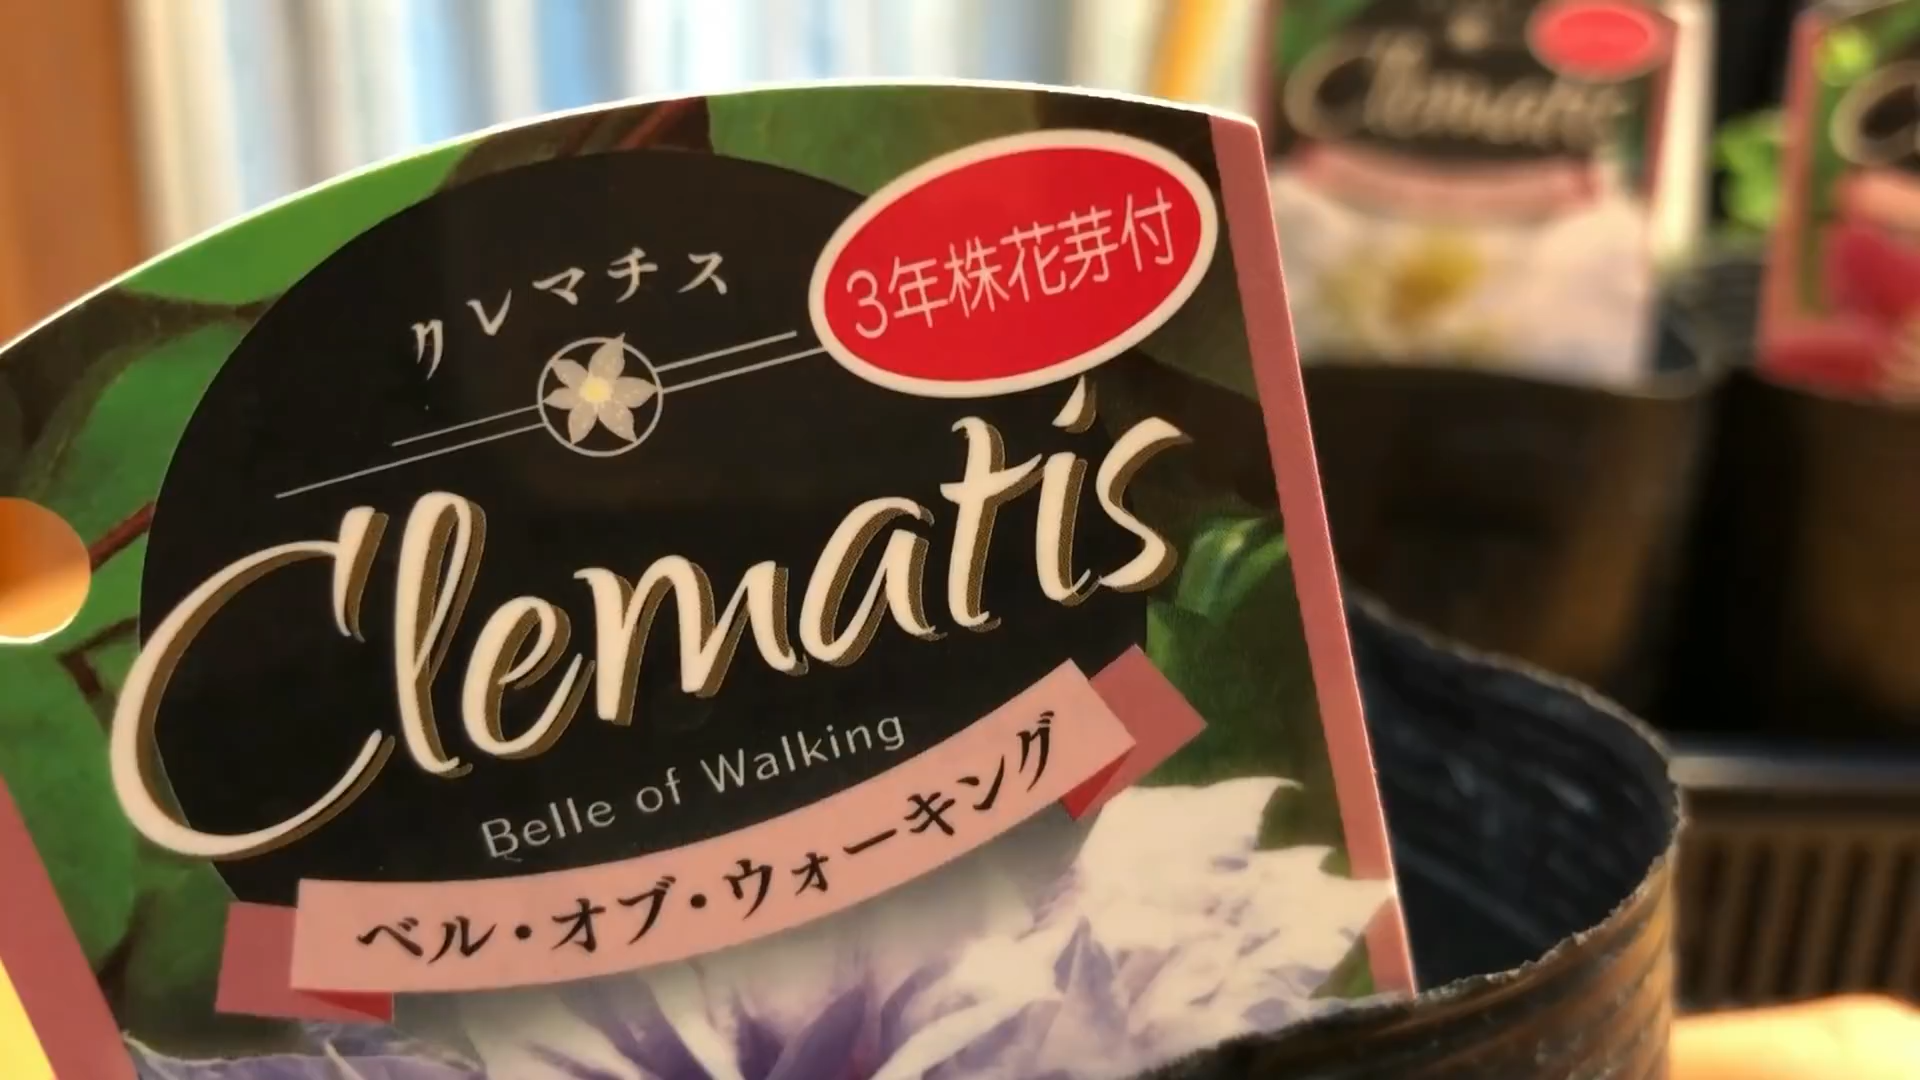 クレマチス
3年株花芽付
Clematis
Belle of Walking
ベル・オブ・ウォーキング
Clematis